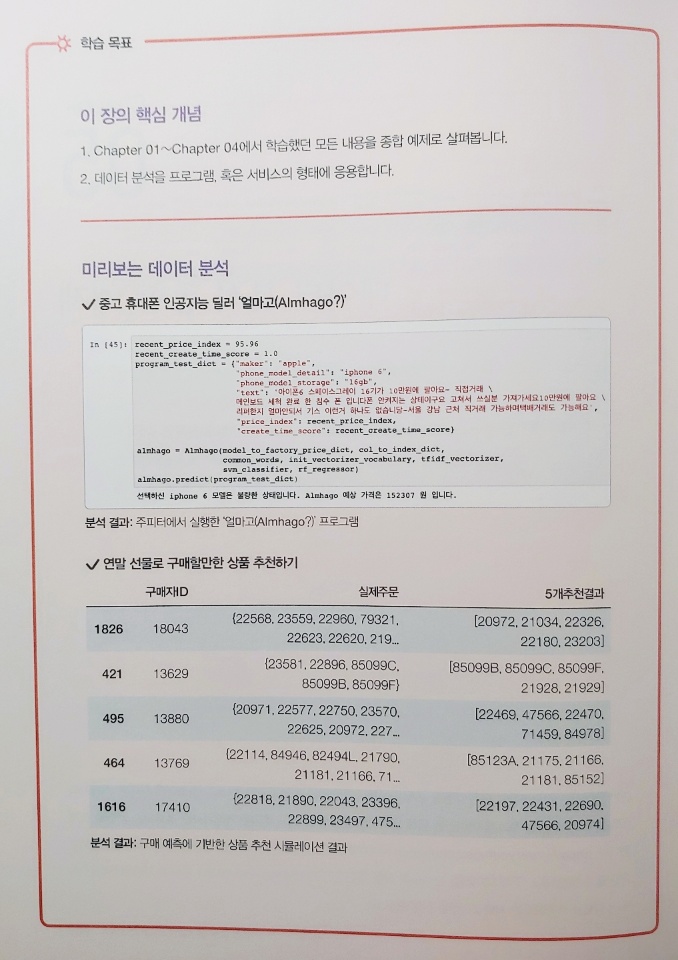 학습 목표
이 장의 핵심 개념
1. Chapter 01~Chapter 04에서 학습했던 모든 내용을 종합 예제로 살펴봅니다.
2. 데이터 분석을 프로그램, 혹은 서비스의 형태에 응용합니다.
미리보는 데이터 분석
✓ 중고 휴대폰 인공지능 딜러 '얼마고(Almhago?)'
In [45]: recent_price_index = 95.96
recent_create_time_score = 1.0
program_test_dict = {"maker": "apple",
"phone_model_detail": "iphone 6",
"phone_model_storage": "16gb",
"text": '아이폰6 스페이스그레이 16기가 10만원에 팔아요~ 직접거래 \
메인보드 세척 완료 한 침수 폰 입니다폰 안켜지는 상태이구요 고쳐서 쓰실분 가져가세요10만원에 팔아요 \
리퍼한지 얼마안되서 기스 이런거 하나도 없습니당~서울 강남 근처 직거래 가능하며택배거래도 가능해요',
"price_index": recent_price_index,
"create_time_score": recent_create_time_score}
almhago = Almhago(model_to_factory_price_dict, col_to_index_dict,
common_words, init_vectorizer_vocabulary, tfidf_vectorizer,
svm_classifier, rf_regressor)
almhago.predict(program_test_dict)
선택하신 iphone 6 모델은 불량한 상태입니다. Almhago 예상 가격은 152307 원 입니다.
분석 결과: 주피터에서 실행한 '얼마고(Almhago?)' 프로그램
✓ 연말 선물로 구매할만한 상품 추천하기
구매자ID 실제주문 5개추천결과
1826 18043 {22568, 23559, 22960, 79321, [20972, 21034, 22326,
22623, 22620, 219... 22180, 23203]
421 13629 {23581, 22896, 85099C, [85099B, 85099C, 85099F,
85099B, 85099F} 21928, 21929]
495 13880 {20971, 22577, 22750, 23570, [22469, 47566, 22470,
22625, 20972, 227... 71459, 84978]
464 13769 {22114, 84946, 82494L, 21790, [85123A, 21175, 21166,
21181, 21166, 71... 21181, 85152]
1616 17410 {22818, 21890, 22043, 23396, [22197, 22431, 22690,
22899, 23497, 475... 47566, 20974]
분석 결과: 구매 예측에 기반한 상품 추천 시뮬레이션 결과